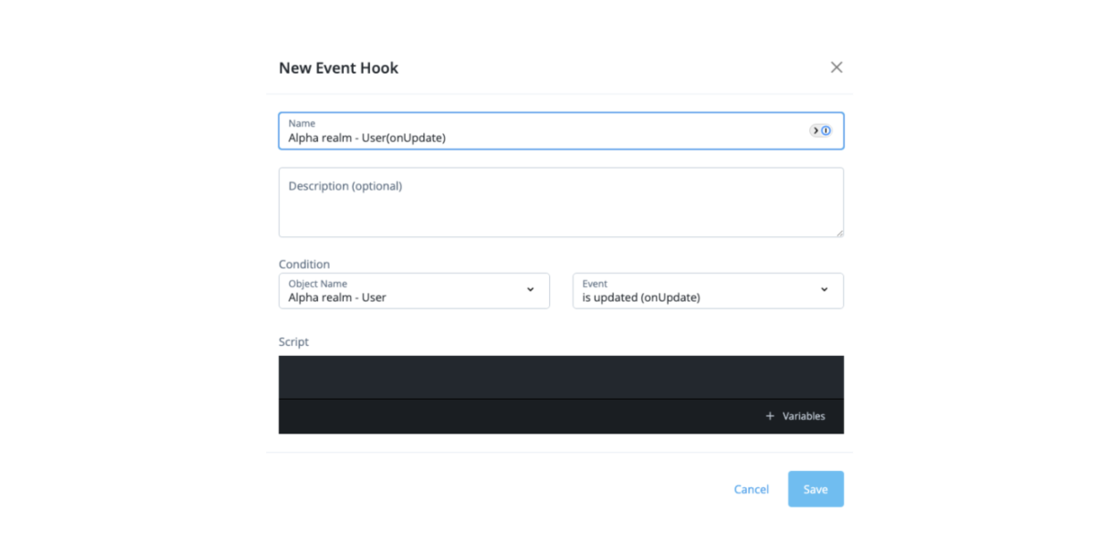 New Event Hook
Name
Alpha realm - User(onUpdate)
Description (optional)
Condition
Object Name
Alpha realm - User
Event
is updated (onUpdate)
Script
+ Variables
Cancel
Save